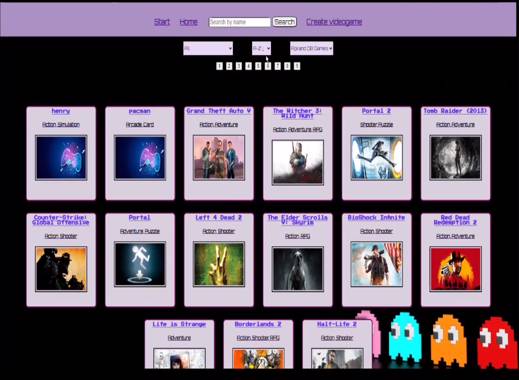 Start Home Search by name Search Create videogame
All A-Z Api and DB Games
1 2 3 4 5 6 7 8 9
henry
Action Simulation
pacman
Arcade Card
Grand Theft Auto V
Action Adventure
The Witcher 3:
Wild Hunt
Action Adventure RPG
Portal 2
Shooter Puzzle
Tomb Raider (2013)
Action Adventure
Counter-Strike:
Global Offensive
Action Shooter
Portal
Adventure Puzzle
Left 4 Dead 2
Action Shooter
The Elder Scrolls
V: Skyrim
Action RPG
BioShock Infinite
Action Shooter
Red Dead
Redemption 2
Action Adventure
Life is Strange
Adventure
Borderlands 2
Action Shooter RPG
Half-Life 2
Action Shooter